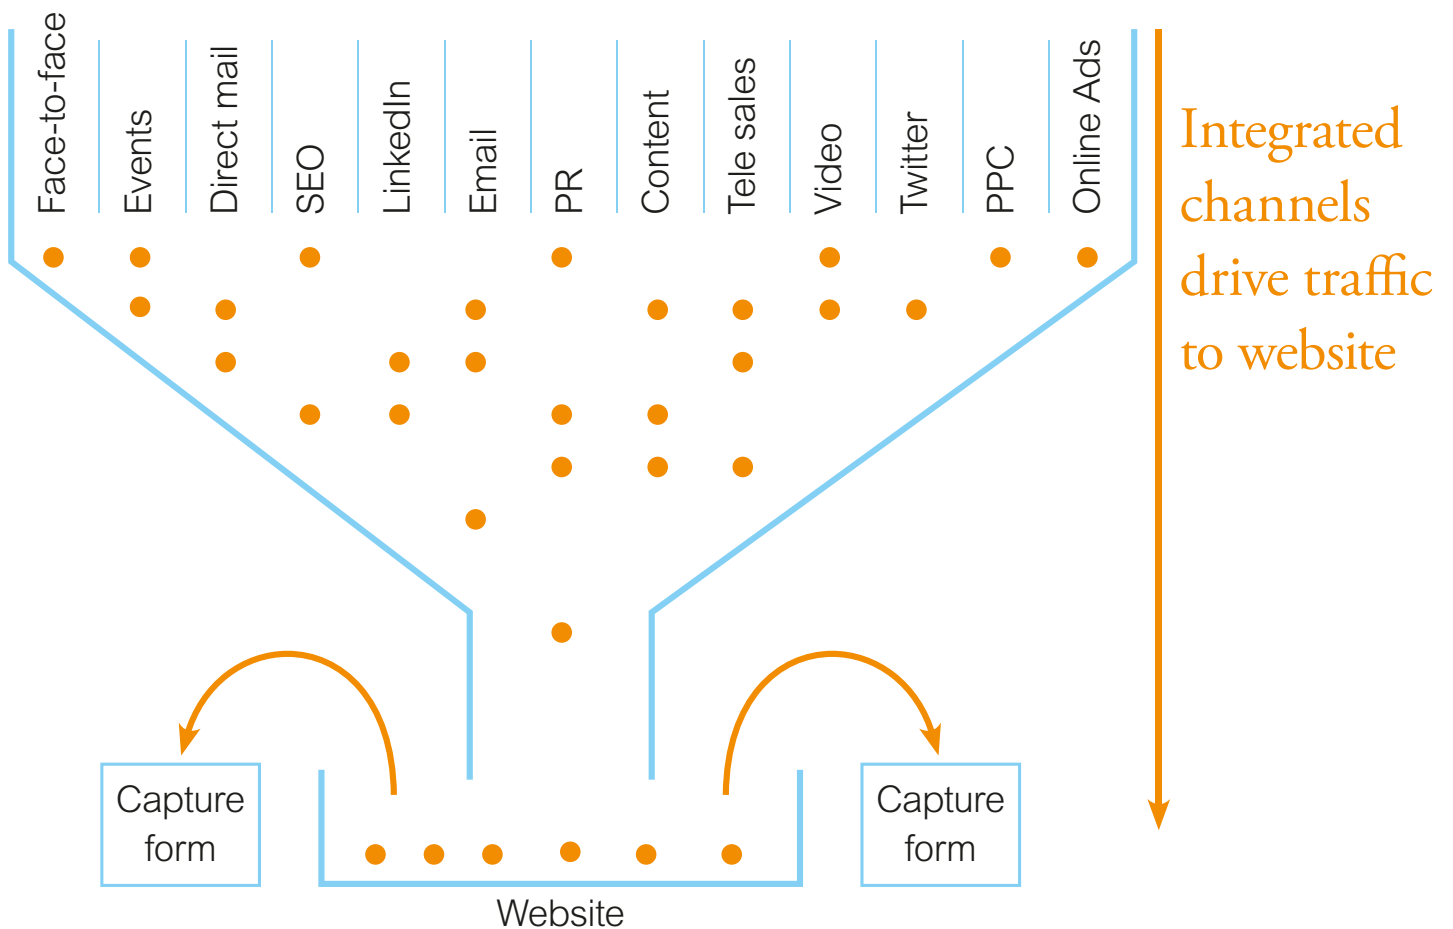 Face-to-face
Events
Direct mail
SEO
LinkedIn
Email
PR
Content
Tele sales
Video
Twitter
PPC
Online Ads
Integrated
channels
drive traffic
to website
Capture
form
Capture
form
Website